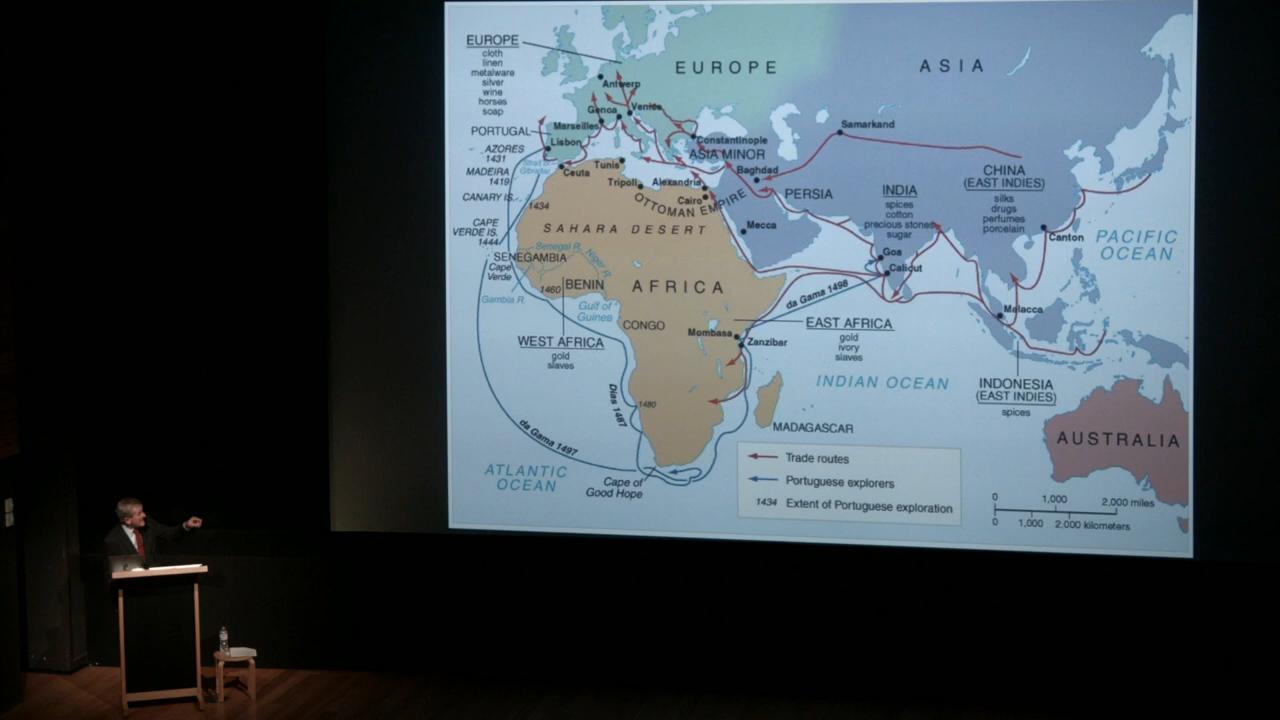 EUROPE
cloth
linen
metalware
silver
wine
horses
soap
EUROPE
ASIA
Antwerp
Venice
Genoa
Marseilles
PORTUGAL
Lisbon
AZORES
1431
MADEIRA
1419
CANARY IS.
CAPE
VERDE IS.
1444
Strait of
Gibraltar
Ceuta
Tunis
Tripoli
Alexandria
Cairo
Constantinople
ASIA MINOR
Baghdad
Samarkand
OTTOMAN EMPIRE
PERSIA
Mecca
INDIA
spices
cotton
precious stones
sugar
CHINA
(EAST INDIES)
silks
drugs
perfumes
porcelain
Canton
PACIFIC
OCEAN
Goa
Calicut
Malacca
1434
SAHARA DESERT
Senegal R.
SENEGAMBIA
Niger R.
Cape
Verde
Gambia R.
1460
BENIN
Gulf of
Guinea
AFRICA
CONGO
WEST AFRICA
gold
slaves
Mombasa
Zanzibar
da Gama 1498
EAST AFRICA
gold
ivory
slaves
INDIAN OCEAN
INDONESIA
(EAST INDIES)
spices
Dias 1487
1480
MADAGASCAR
AUSTRALIA
da Gama 1497
ATLANTIC
OCEAN
Cape of
Good Hope
Trade routes
Portuguese explorers
1434 Extent of Portuguese exploration
0 1,000 2,000 miles
0 1,000 2.000 kilometers